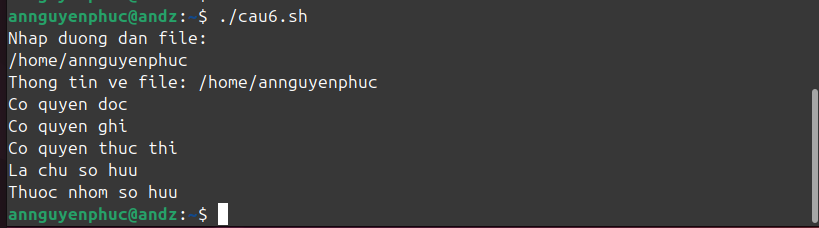 annguyenphuc@andz:~$ ./cau6.sh
Nhap duong dan file:
/home/annguyenphuc
Thong tin ve file: /home/annguyenphuc
Co quyen doc
Co quyen ghi
Co quyen thuc thi
La chu so huu
Thuoc nhom so huu
annguyenphuc@andz:~$